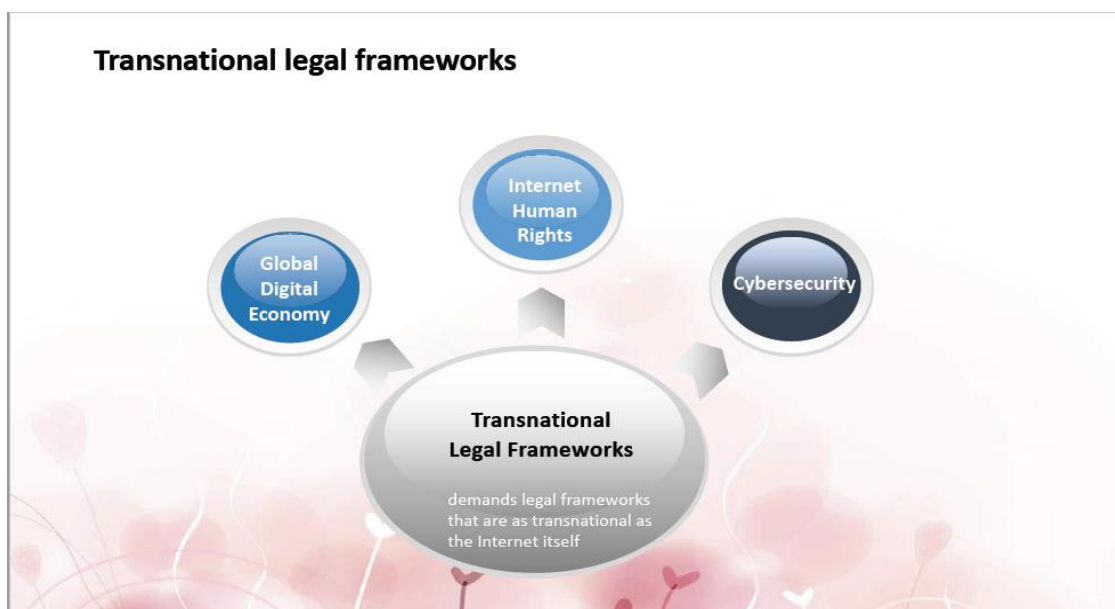 Transnational legal frameworks
Internet
Human
Rights
Global
Digital
Economy
Cybersecurity
Transnational
Legal Frameworks
demands legal frameworks
that are as transnational as
the Internet itself